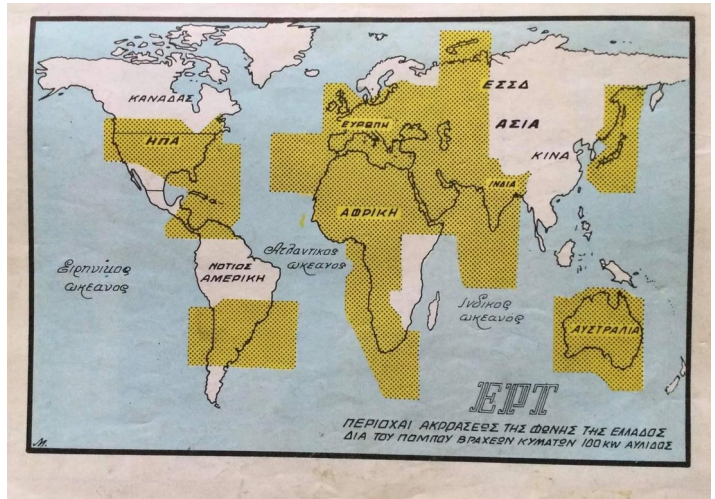 ΚΑΝΑΔΑΣ
ΗΠΑ
ΕΥΡΩΠΗ
ΕΣΣΔ
ΑΣΙΑ
ΚΙΝΑ
ΙΝΔΙΑ
ΑΦΡΙΚΗ
Ειρηνικος
ωκεανος
Ατλαντικος
ωκεανος
ΝΟΤΙΟΣ
ΑΜΕΡΙΚΗ
Ινδικος
ωκεανος
ΑΥΣΤΡΑΛΙΑ
ΕΡΤ
ΠΕΡΙΟΧΑΙ ΑΚΡΟΑΣΕΩΣ ΤΗΣ ΦΩΝΗΣ ΤΗΣ ΕΛΛΑΔΟΣ
ΔΙΑ ΤΟΥ ΠΟΜΠΟΥ ΒΡΑΧΕΩΝ ΚΥΜΑΤΩΝ 100 KW ΑΥΛΙΔΟΣ